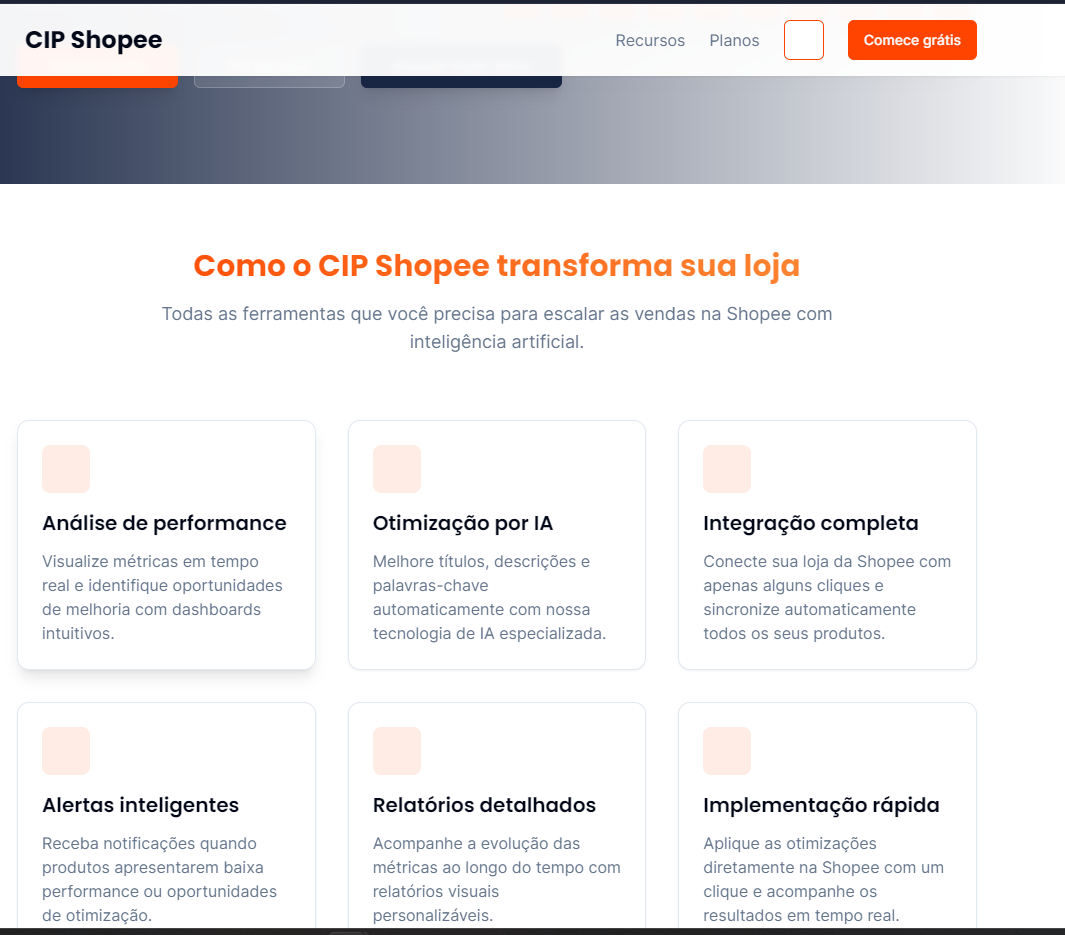 CIP Shopee
Recursos
Planos
Comece grátis
Como o CIP Shopee transforma sua loja
Todas as ferramentas que você precisa para escalar as vendas na Shopee com
inteligência artificial.
Análise de performance
Visualize métricas em tempo
real e identifique oportunidades
de melhoria com dashboards
intuitivos.
Otimização por IA
Melhore títulos, descrições e
palavras-chave
automaticamente com nossa
tecnologia de IA especializada.
Integração completa
Conecte sua loja da Shopee com
apenas alguns cliques e
sincronize automaticamente
todos os seus produtos.
Alertas inteligentes
Receba notificações quando
produtos apresentarem baixa
performance ou oportunidades
de otimização.
Relatórios detalhados
Acompanhe a evolução das
métricas ao longo do tempo com
relatórios visuais
personalizáveis.
Implementação rápida
Aplique as otimizações
diretamente na Shopee com um
clique e acompanhe os
resultados em tempo real.